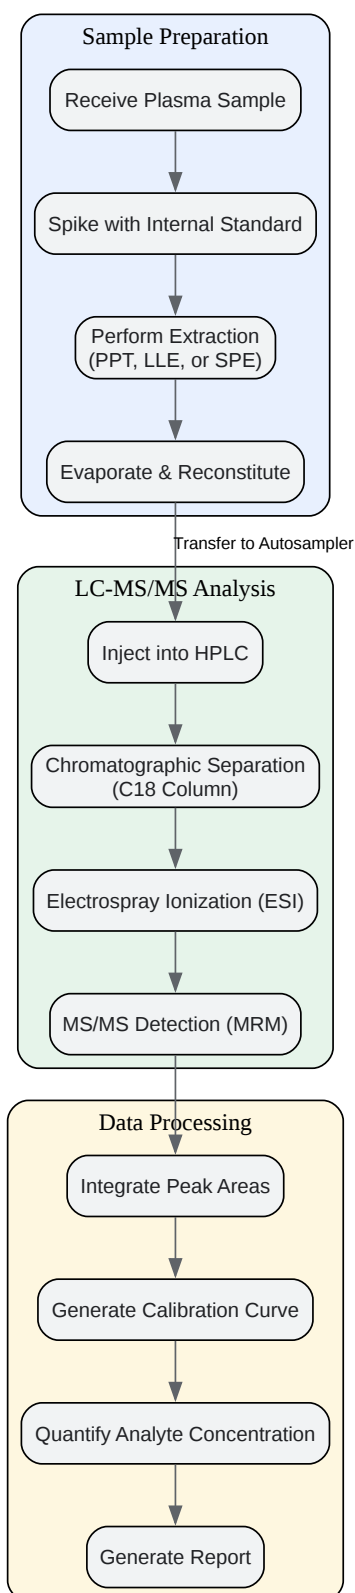 Sample Preparation
Receive Plasma Sample
Spike with Internal Standard
Perform Extraction
(PPT, LLE, or SPE)
Evaporate & Reconstitute
Transfer to Autosampler
LC-MS/MS Analysis
Inject into HPLC
Chromatographic Separation
(C18 Column)
Electrospray Ionization (ESI)
MS/MS Detection (MRM)
Data Processing
Integrate Peak Areas
Generate Calibration Curve
Quantify Analyte Concentration
Generate Report